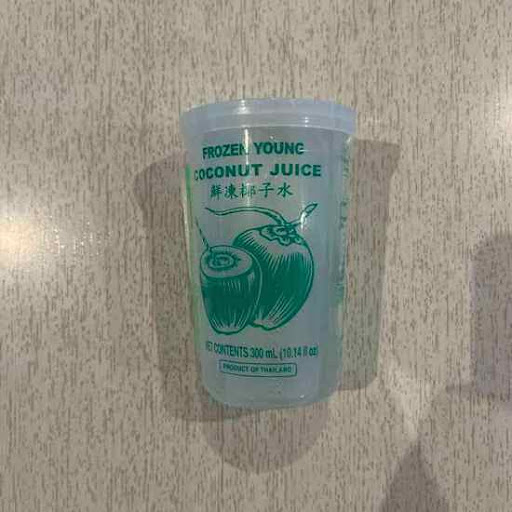 FROZEN YOUNG
COCONUT JUICE
鮮凍椰子水
NET CONTENTS 300 mL (10.14 fl oz)
PRODUCT OF THAILAND